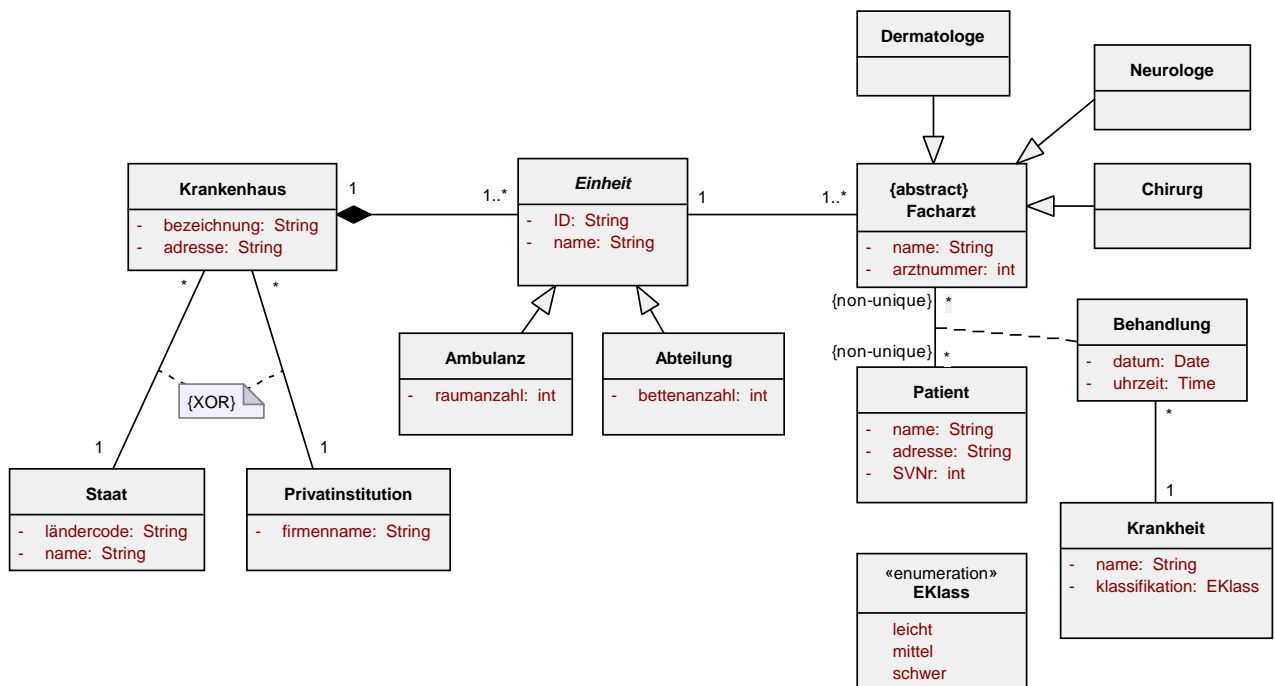 Dermatologe
Neurologe
Krankenhaus
- bezeichnung: String
- adresse: String
1
1..*
Einheit
- ID: String
- name: String
1
1..*
{abstract}
Facharzt
- name: String
- arztnummer: int
Chirurg
*
*
{XOR}
1
1
Staat
- ländercode: String
- name: String
Privatinstitution
- firmenname: String
Ambulanz
- raumanzahl: int
Abteilung
- bettenanzahl: int
{non-unique} *
{non-unique} *
Patient
- name: String
- adresse: String
- SVNr: int
Behandlung
- datum: Date
- uhrzeit: Time
*
1
Krankheit
- name: String
- klassifikation: EKlass
«enumeration»
EKlass
leicht
mittel
schwer